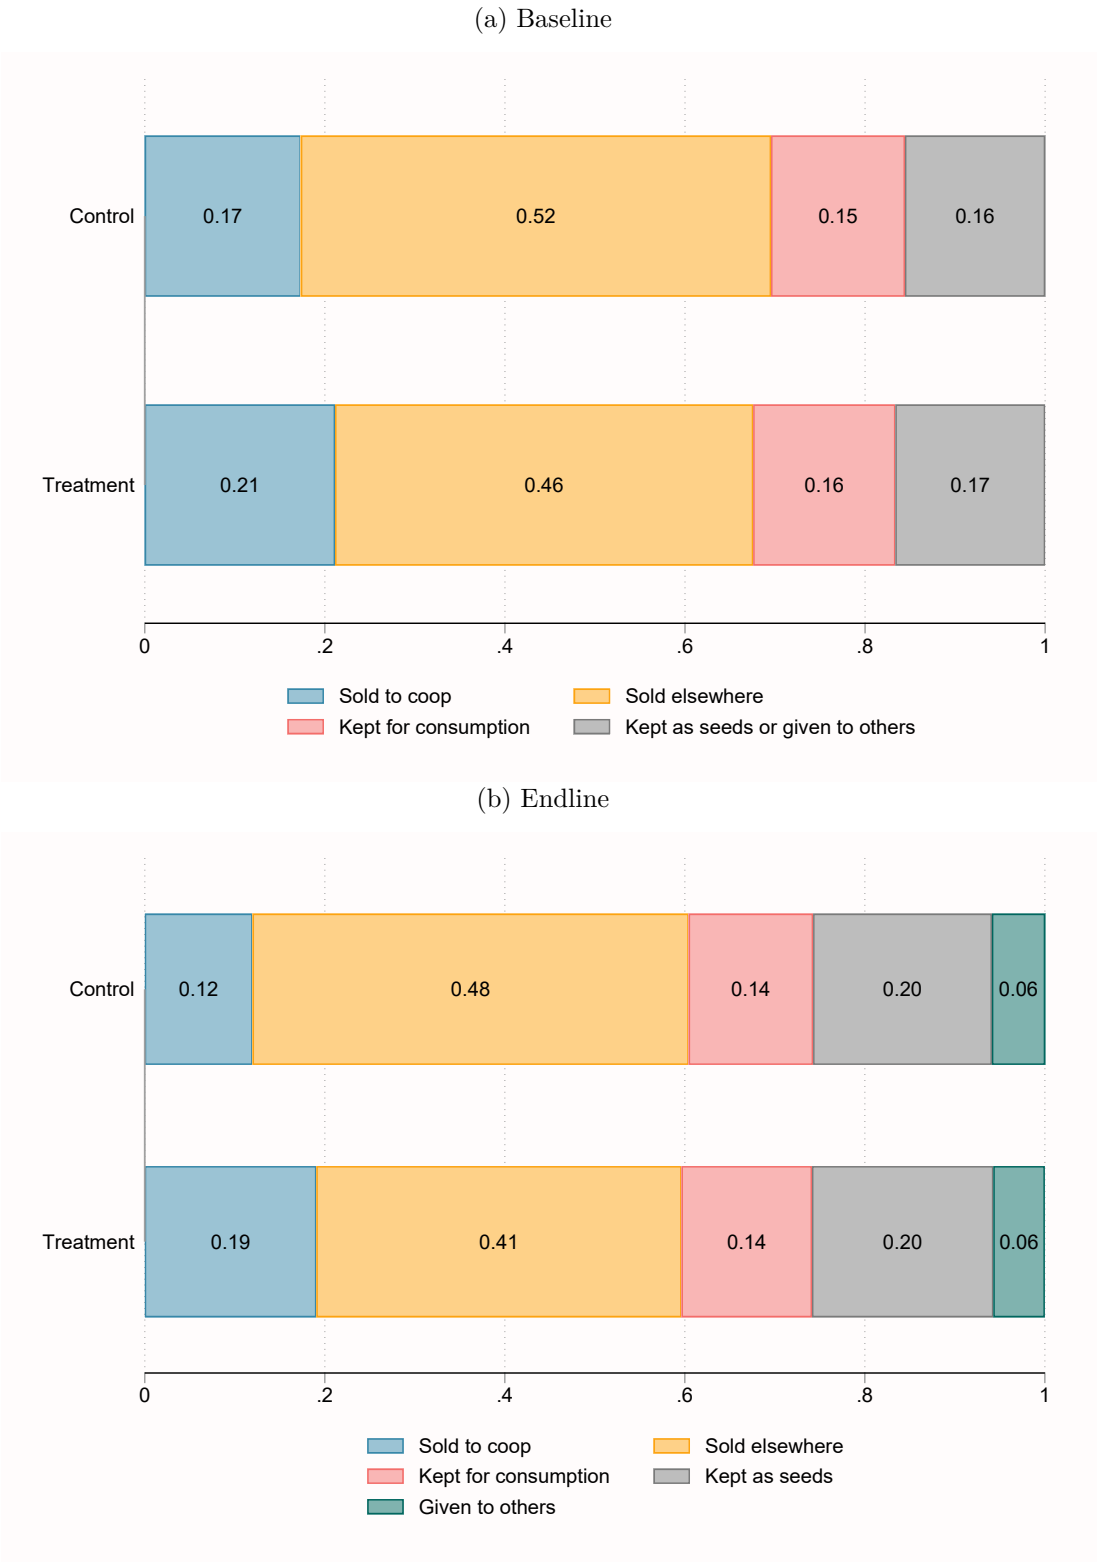 (a) Baseline
Control 0.17 0.52 0.15 0.16
Treatment 0.21 0.46 0.16 0.17
0 .2 .4 .6 .8 1
Sold to coop Sold elsewhere
Kept for consumption Kept as seeds or given to others
(b) Endline
Control 0.12 0.48 0.14 0.20 0.06
Treatment 0.19 0.41 0.14 0.20 0.06
0 .2 .4 .6 .8 1
Sold to coop Sold elsewhere
Kept for consumption Kept as seeds
Given to others